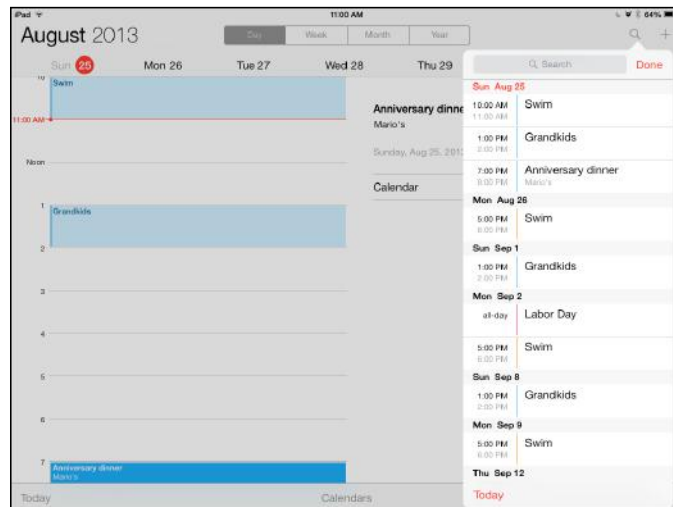 iPad 11:00 AM 64%
August 2013
Day Week Month Year
Sun 25 Mon 26 Tue 27 Wed 28 Thu 29
10
Swim
11:00 AM
Noon
1
Grandkids
2
3
4
5
6
7
Anniversary dinner
Mario's
Anniversary dinne
Mario's
Sunday, Aug 25, 201
Calendar
Search Done
Sun Aug 25
10:00 AM Swim
11:00 AM
1:00 PM Grandkids
2:00 PM
7:00 PM Anniversary dinner
8:00 PM Mario's
Mon Aug 26
5:00 PM Swim
6:00 PM
Sun Sep 1
1:00 PM Grandkids
2:00 PM
Mon Sep 2
all-day Labor Day
5:00 PM Swim
6:00 PM
Sun Sep 8
1:00 PM Grandkids
2:00 PM
Mon Sep 9
5:00 PM Swim
6:00 PM
Thu Sep 12
Today
Today Calendars